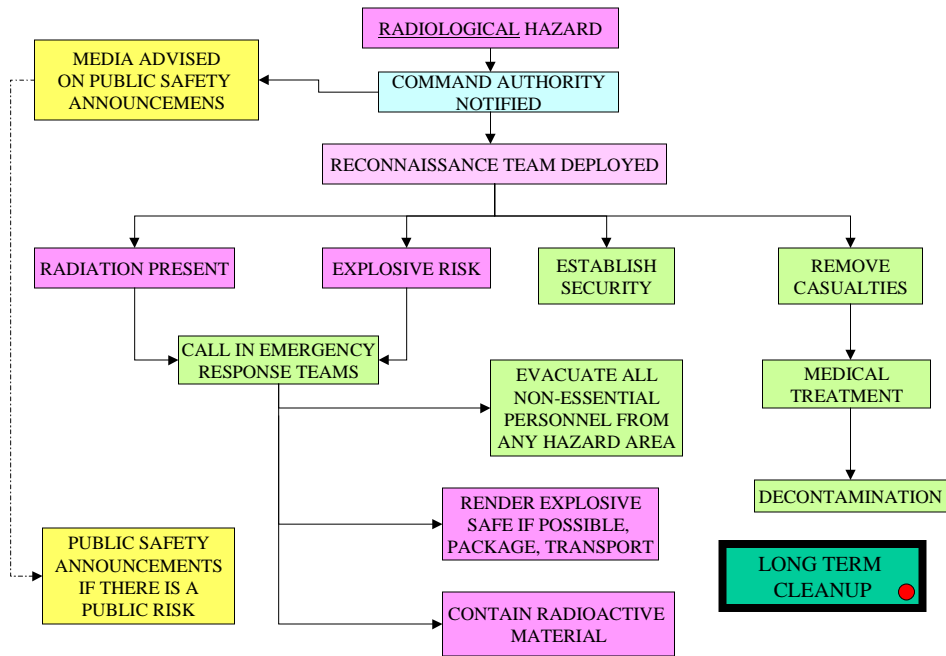 RADIOLOGICAL HAZARD
MEDIA ADVISED
ON PUBLIC SAFETY
ANNOUNCEMENS
COMMAND AUTHORITY
NOTIFIED
RECONNAISSANCE TEAM DEPLOYED
RADIATION PRESENT
EXPLOSIVE RISK
ESTABLISH
SECURITY
REMOVE
CASUALTIES
CALL IN EMERGENCY
RESPONSE TEAMS
EVACUATE ALL
NON-ESSENTIAL
PERSONNEL FROM
ANY HAZARD AREA
MEDICAL
TREATMENT
DECONTAMINATION
RENDER EXPLOSIVE
SAFE IF POSSIBLE,
PACKAGE, TRANSPORT
PUBLIC SAFETY
ANNOUNCEMENTS
IF THERE IS A
PUBLIC RISK
LONG TERM
CLEANUP
CONTAIN RADIOACTIVE
MATERIAL